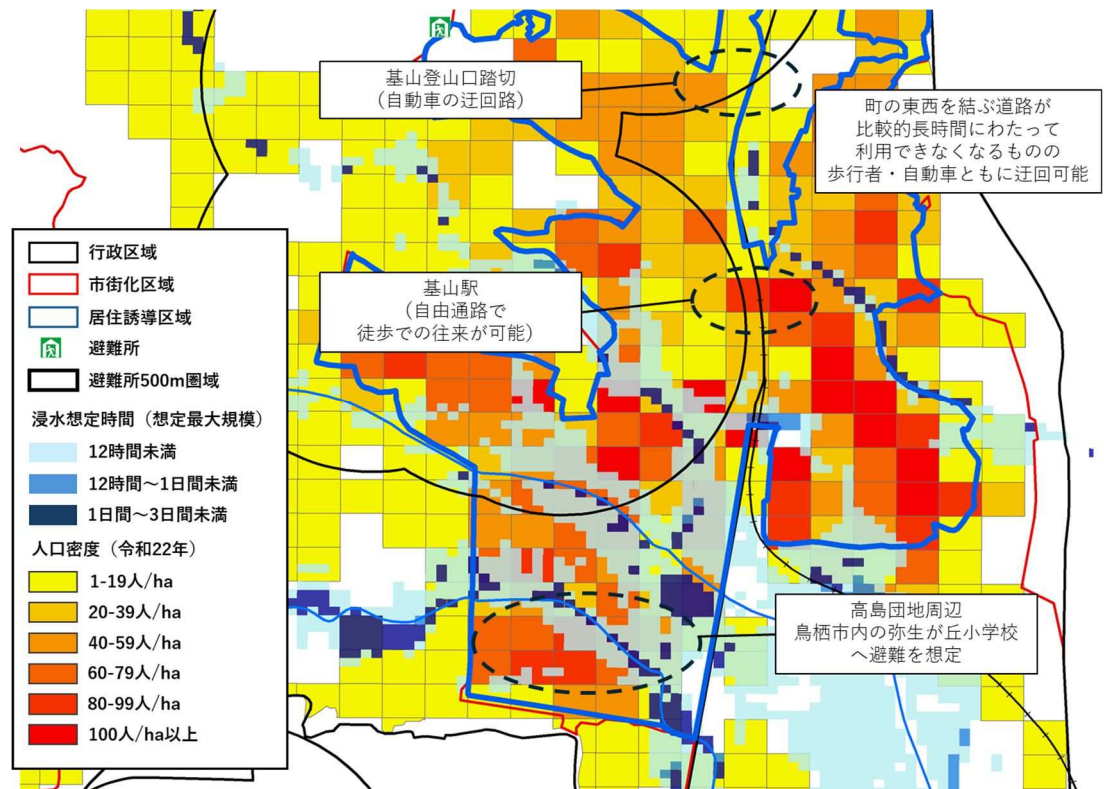 基山登山口踏切
（自動車の迂回路）
町の東西を結ぶ道路が
比較的長時間にわたって
利用できなくなるものの
歩行者・自動車ともに迂回可能
基山駅
（自由通路で
徒歩での往来が可能）
行政区域
市街化区域
居住誘導区域
避難所
避難所500m圏域
浸水想定時間（想定最大規模）
12時間未満
12時間～1日間未満
1日間～3日間未満
人口密度（令和22年）
1-19人/ha
20-39人/ha
40-59人/ha
60-79人/ha
80-99人/ha
100人/ha以上
高島団地周辺
鳥栖市内の弥生が丘小学校
へ避難を想定